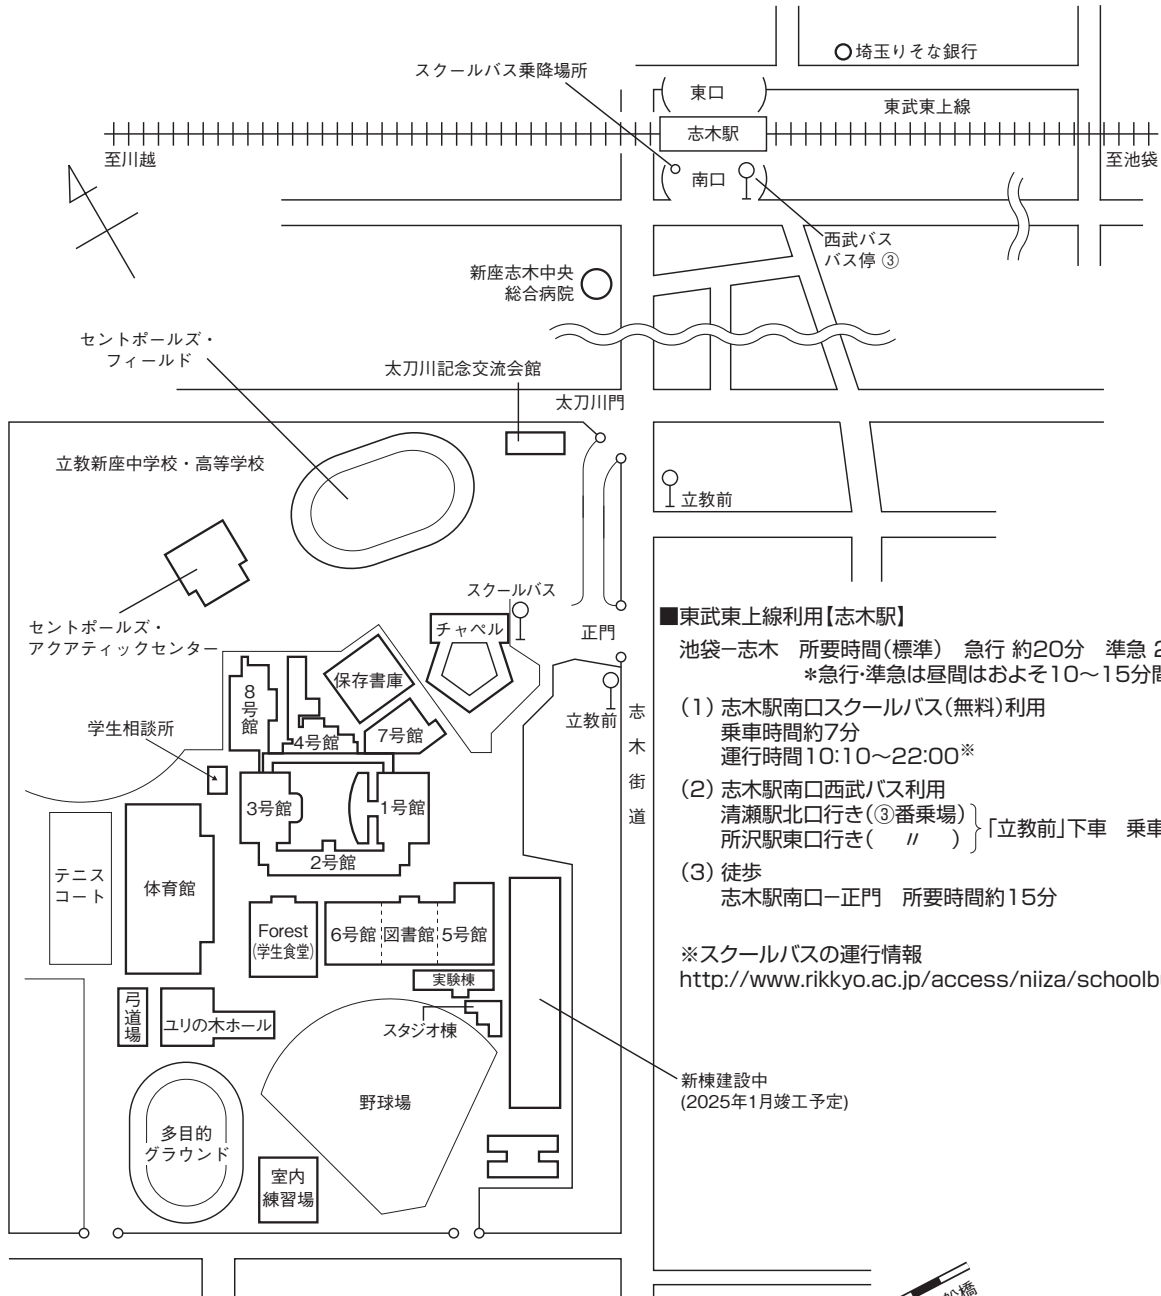 埼玉りそな銀行
スクールバス乗降場所
東口
東武東上線
志木駅
至川越
至池袋
南口
西武バス
バス停 ③
新座志木中央
総合病院
セントポールズ・
フィールド
太刀川記念交流会館
太刀川門
立教新座中学校・高等学校
立教前
スクールバス
セントポールズ・
アクアティックセンター
チャペル
正門
保存書庫
8号館
立教前
志木街道
学生相談所
4号館
7号館
3号館
1号館
2号館
テニス
コート
体育館
Forest
(学生食堂)
6号館
図書館
5号館
実験棟
弓道場
ユリの木ホール
スタジオ棟
新棟建設中
(2025年1月竣工予定)
野球場
多目的
グラウンド
室内
練習場
■東武東上線利用【志木駅】
池袋−志木 所要時間(標準) 急行 約20分 準急 2
*急行・準急は昼間はおよそ10〜15分間
(1) 志木駅南口スクールバス(無料)利用
乗車時間約7分
運行時間10:10〜22:00※
(2) 志木駅南口西武バス利用
清瀬駅北口行き(③番乗場)
所沢駅東口行き( 〃 )
「立教前」下車 乗車
(3) 徒歩
志木駅南口−正門 所要時間約15分
※スクールバスの運行情報
http://www.rikkyo.ac.jp/access/niiza/schoolb